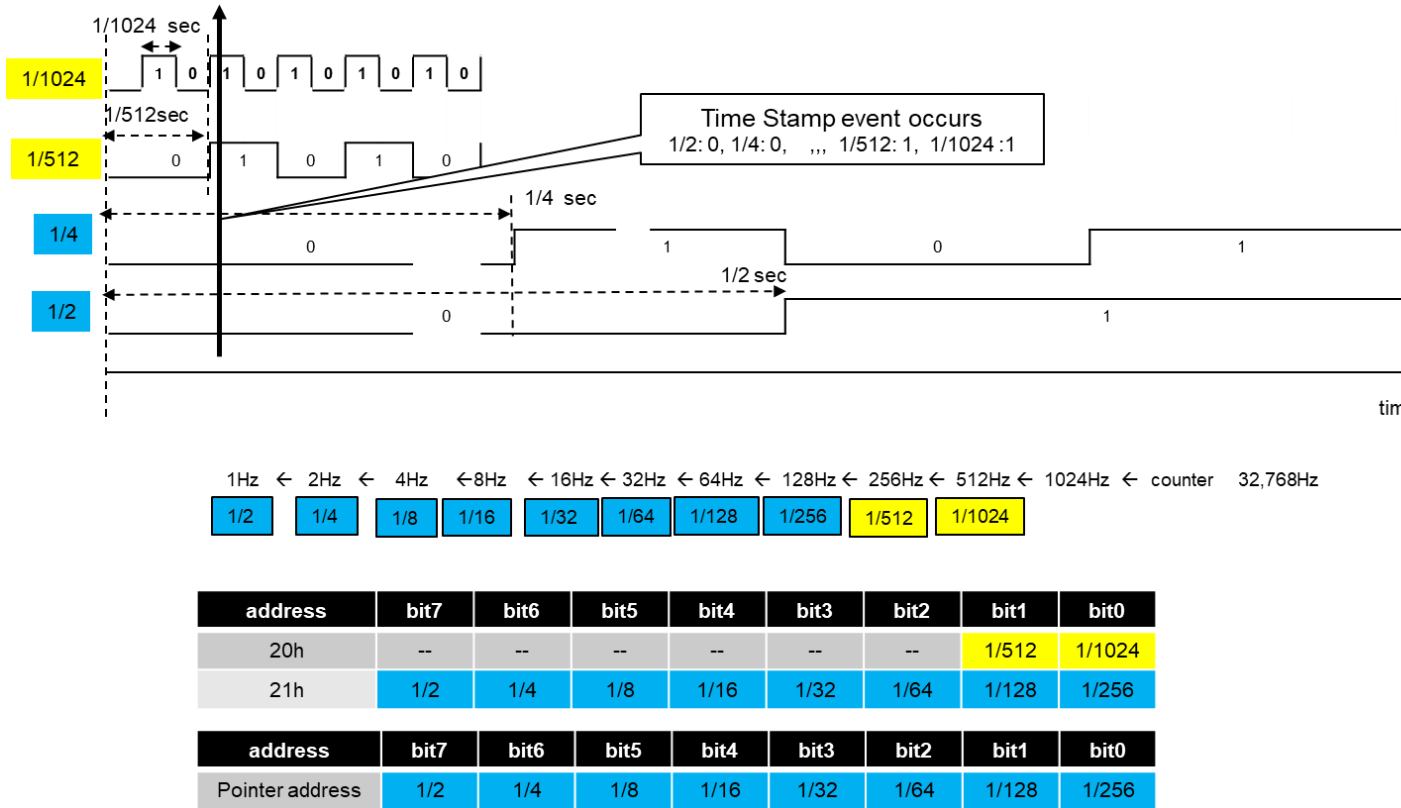 1/1024 sec
1/1024
1 0 1 0 1 0 1 0 1 0
1/512sec
1/512
0 1 0 1 0
Time Stamp event occurs
1/2: 0, 1/4: 0, ,,, 1/512: 1, 1/1024 :1
1/4 sec
1/4
0 1 0 1
1/2 sec
1/2
0 1
tim
1Hz ← 2Hz ← 4Hz ←8Hz ← 16Hz ← 32Hz ← 64Hz ← 128Hz ← 256Hz ← 512Hz ← 1024Hz ← counter 32,768Hz
1/2 1/4 1/8 1/16 1/32 1/64 1/128 1/256 1/512 1/1024
address bit7 bit6 bit5 bit4 bit3 bit2 bit1 bit0
20h -- -- -- -- -- -- 1/512 1/1024
21h 1/2 1/4 1/8 1/16 1/32 1/64 1/128 1/256
address bit7 bit6 bit5 bit4 bit3 bit2 bit1 bit0
Pointer address 1/2 1/4 1/8 1/16 1/32 1/64 1/128 1/256